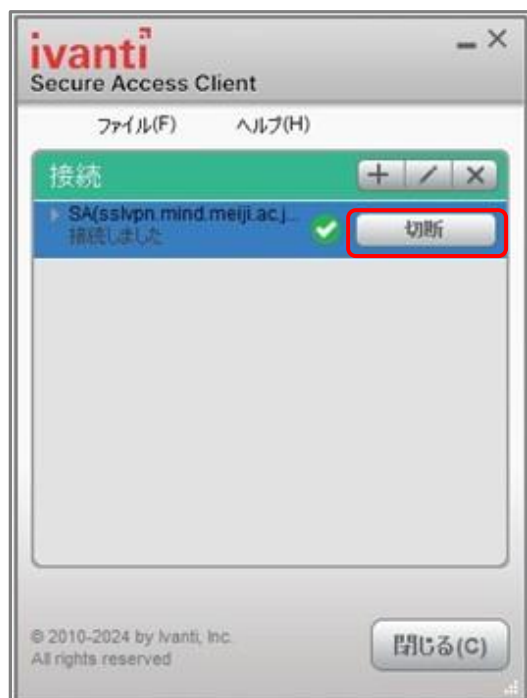 ivanti
Secure Access Client
ファイル(F) ヘルプ(H)
接続
SA(sslvpn.mind.meiji.ac.j...
接続しました
切断
© 2010-2024 by Ivanti, Inc.
All rights reserved
閉じる(C)